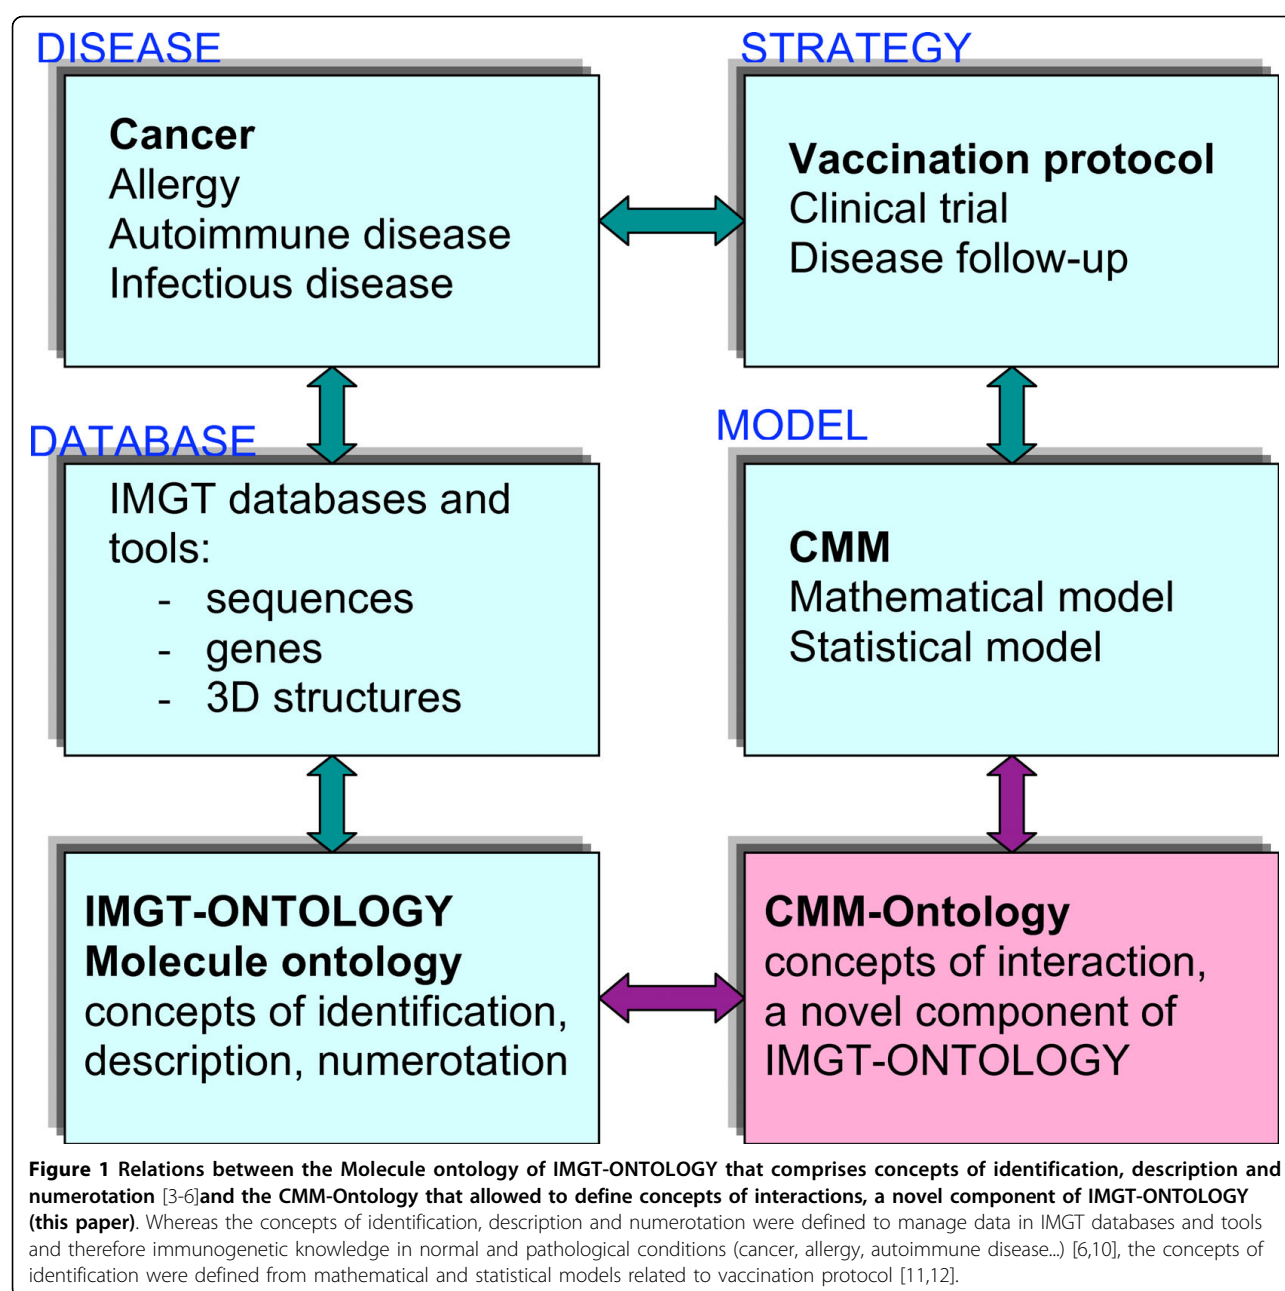 DISEASE
Cancer
Allergy
Autoimmune disease
Infectious disease
STRATEGY
Vaccination protocol
Clinical trial
Disease follow-up
DATABASE
IMGT databases and
tools:
- sequences
- genes
- 3D structures
MODEL
CMM
Mathematical model
Statistical model
IMGT-ONTOLOGY
Molecule ontology
concepts of identification,
description, numerotation
CMM-Ontology
concepts of interaction,
a novel component of
IMGT-ONTOLOGY
Figure 1 Relations between the Molecule ontology of IMGT-ONTOLOGY that comprises concepts of identification, description and
numerotation [3-6]and the CMM-Ontology that allowed to define concepts of interactions, a novel component of IMGT-ONTOLOGY
(this paper). Whereas the concepts of identification, description and numerotation were defined to manage data in IMGT databases and tools
and therefore immunogenetic knowledge in normal and pathological conditions (cancer, allergy, autoimmune disease...) [6,10], the concepts of
identification were defined from mathematical and statistical models related to vaccination protocol [11,12].